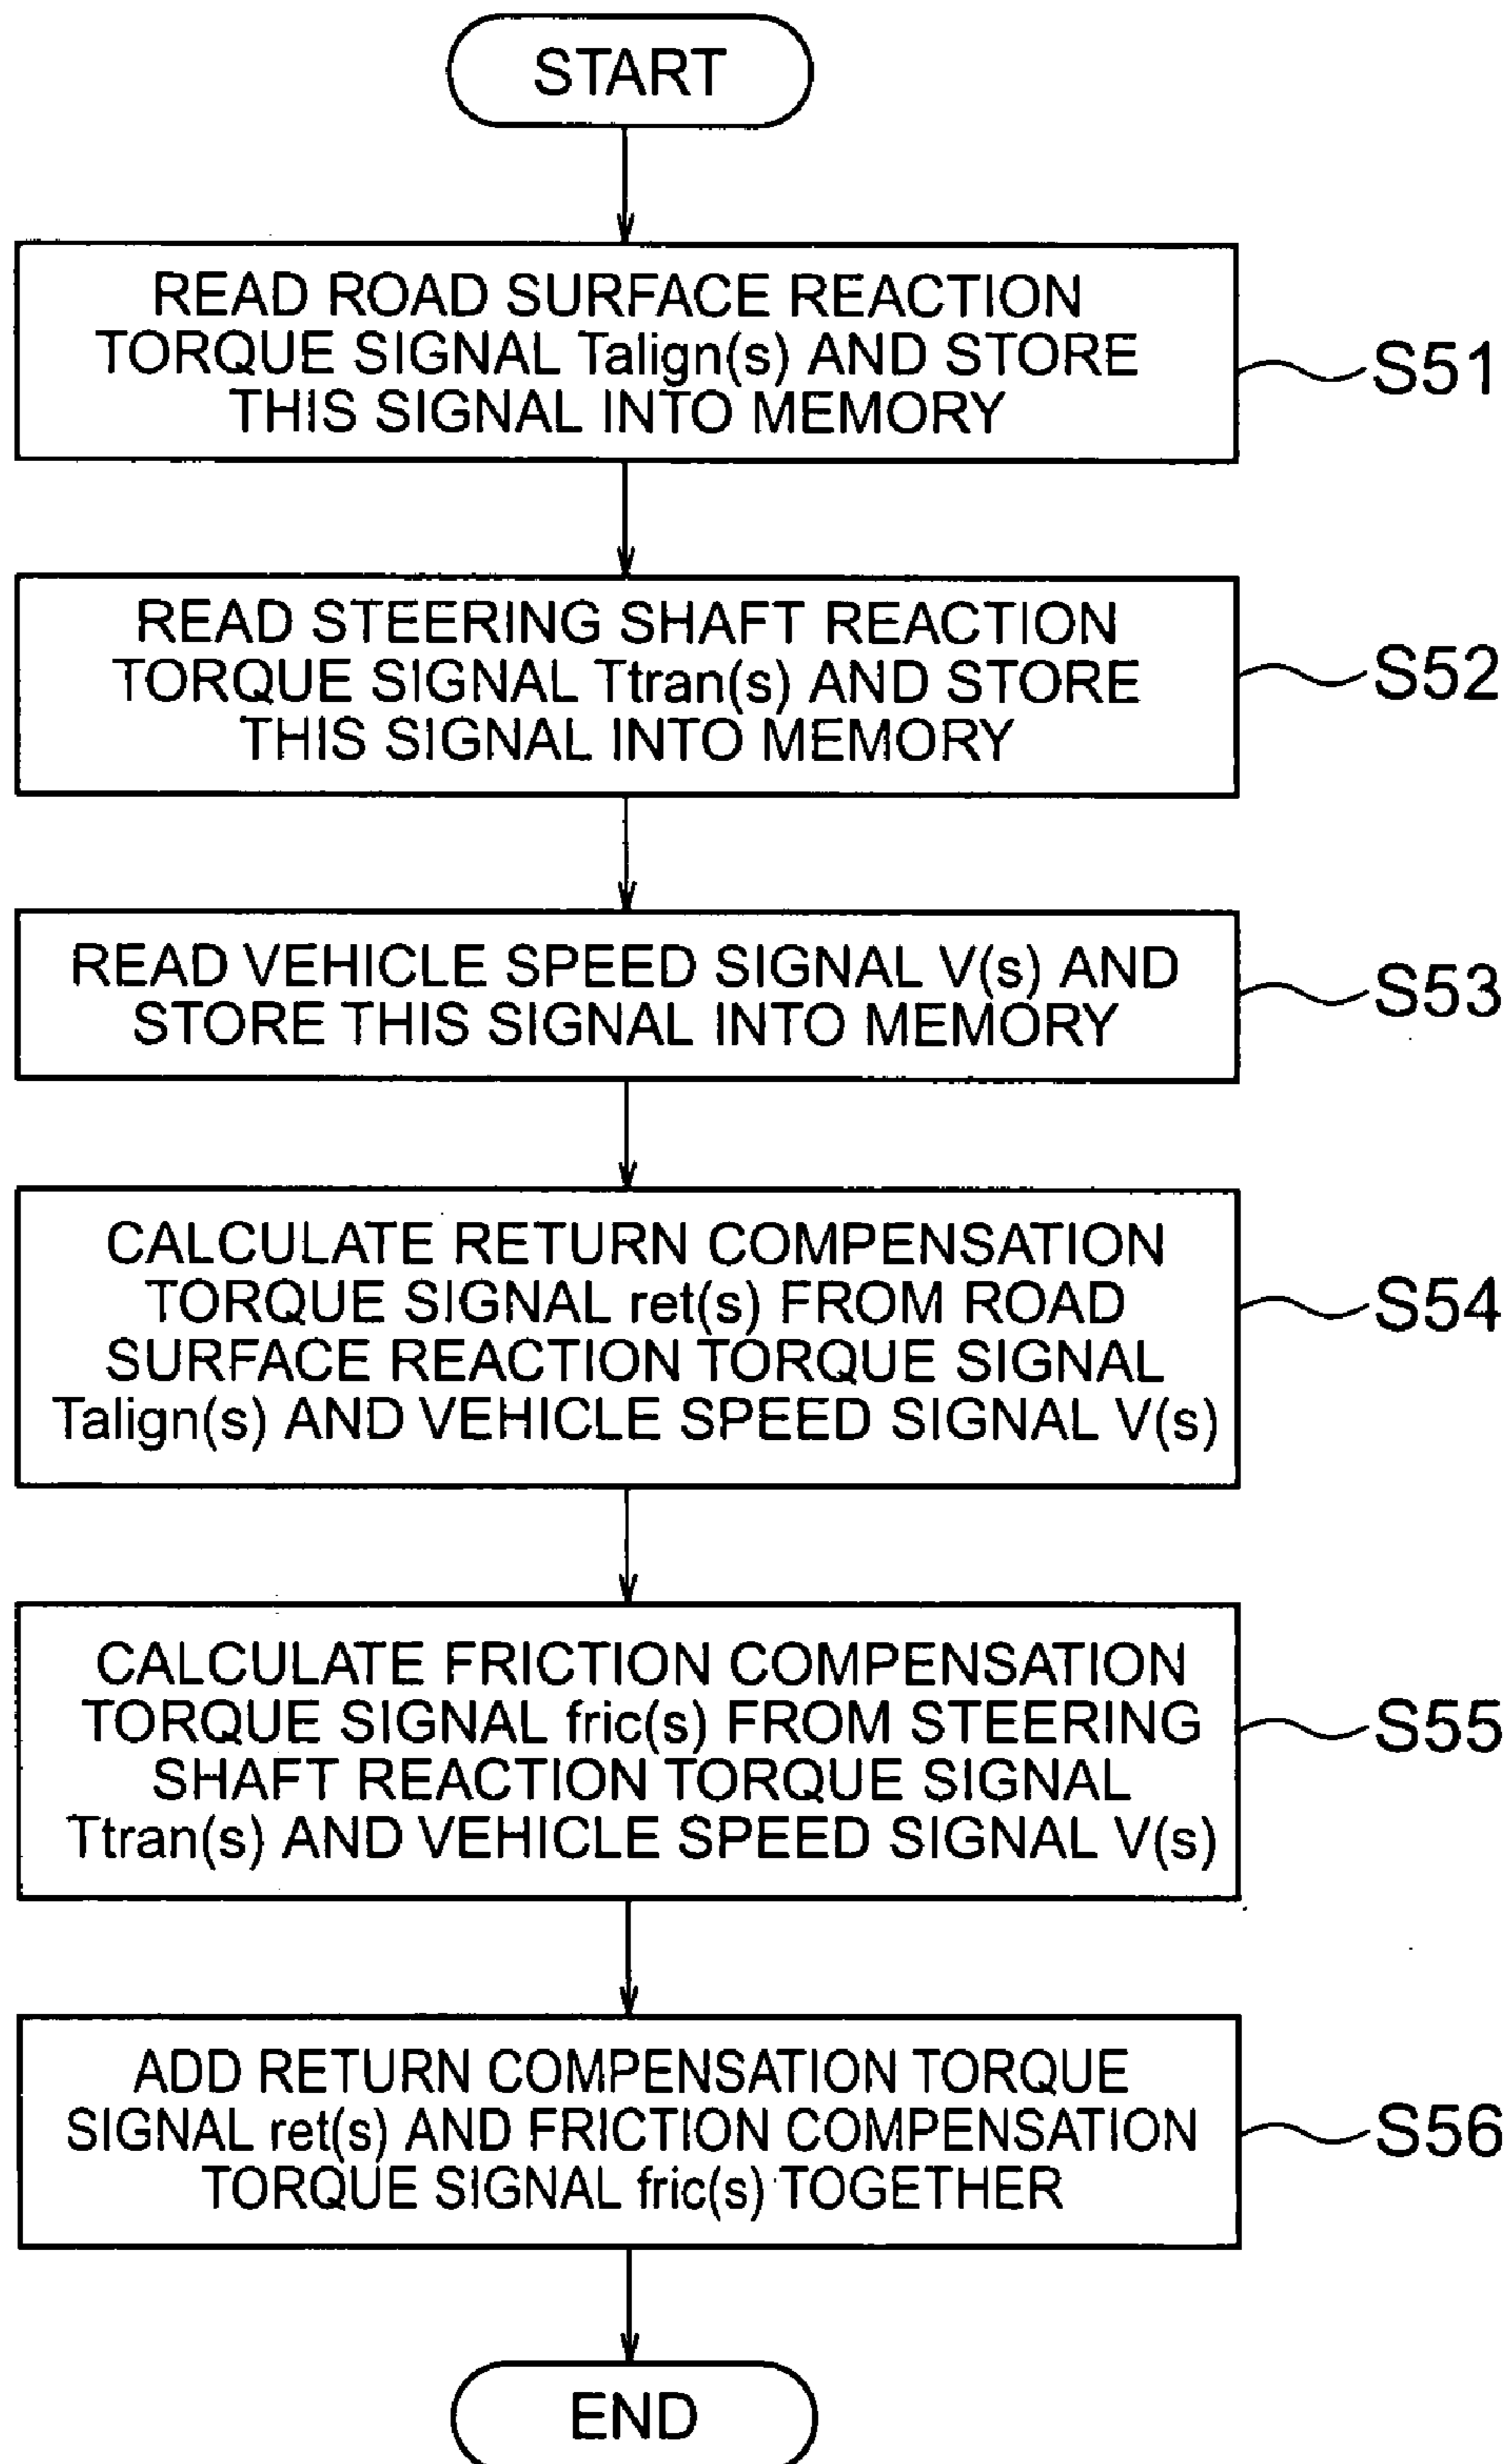 START
READ ROAD SURFACE REACTION
TORQUE SIGNAL Talign(s) AND STORE
THIS SIGNAL INTO MEMORY
S51
READ STEERING SHAFT REACTION
TORQUE SIGNAL Ttran(s) AND STORE
THIS SIGNAL INTO MEMORY
S52
READ VEHICLE SPEED SIGNAL V(s) AND
STORE THIS SIGNAL INTO MEMORY
S53
CALCULATE RETURN COMPENSATION
TORQUE SIGNAL ret(s) FROM ROAD
SURFACE REACTION TORQUE SIGNAL
Talign(s) AND VEHICLE SPEED SIGNAL V(s)
S54
CALCULATE FRICTION COMPENSATION
TORQUE SIGNAL fric(s) FROM STEERING
SHAFT REACTION TORQUE SIGNAL
Ttran(s) AND VEHICLE SPEED SIGNAL V(s)
S55
ADD RETURN COMPENSATION TORQUE
SIGNAL ret(s) AND FRICTION COMPENSATION
TORQUE SIGNAL fric(s) TOGETHER
S56
END